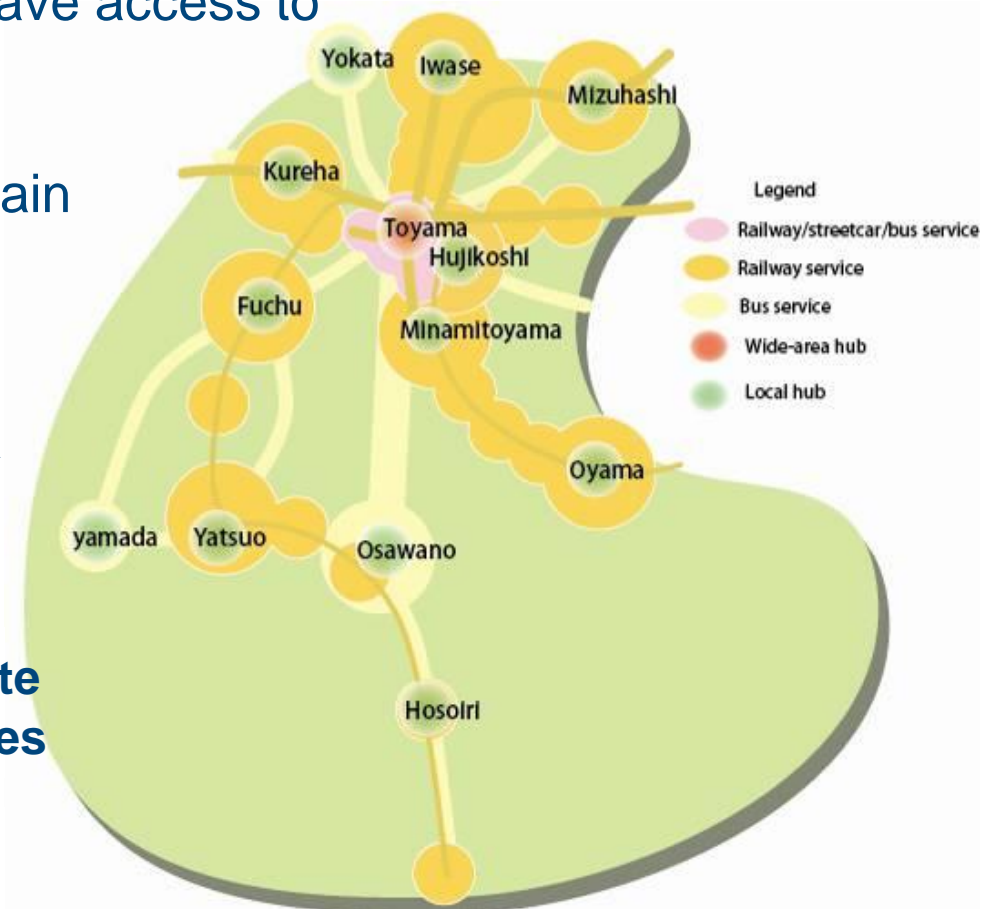 ave access to
ain
te
es
Yokata
Iwase
Mizuhashi
Kureha
Toyama
Hujikoshi
Fuchu
Minamitoyama
Oyama
yamada
Yatsuo
Osawano
Hosoiri
Legend
Railway/streetcar/bus service
Railway service
Bus service
Wide-area hub
Local hub